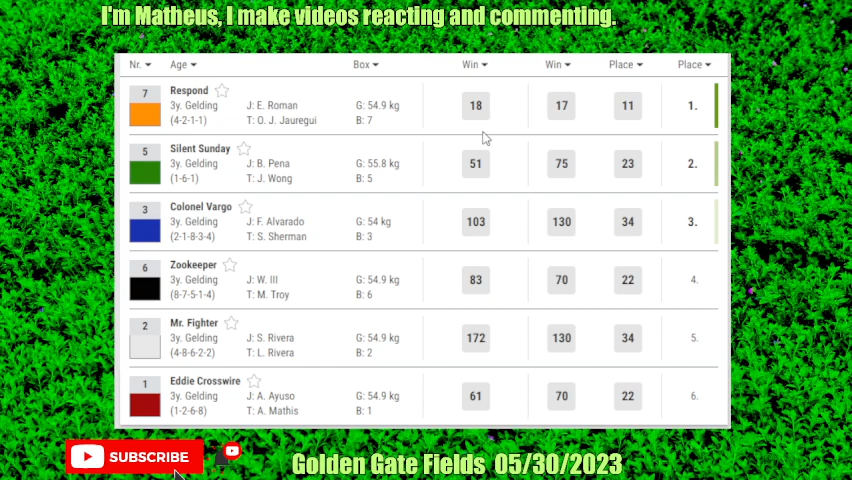 I'm Matheus, I make videos reacting and commenting.
Nr. Age Box Win Win Place Place
7 Respond
3y. Gelding J: E. Roman G: 54.9 kg 18 17 11 1.
(4-2-1-1) T: O. J. Jauregui B: 7
5 Silent Sunday
3y. Gelding J: B. Pena G: 55.8 kg 51 75 23 2.
(1-6-1) T: J. Wong B: 5
3 Colonel Vargo
3y. Gelding J: F. Alvarado G: 54 kg 103 130 34 3.
(2-1-8-3-4) T: S. Sherman B: 3
6 Zookeeper
3y. Gelding J: W. III G: 54.9 kg 83 70 22 4.
(8-7-5-1-4) T: M. Troy B: 6
2 Mr. Fighter
3y. Gelding J: S. Rivera G: 54.9 kg 172 130 34 5.
(4-8-6-2-2) T: L. Rivera B: 2
1 Eddie Crosswire
3y. Gelding J: A. Ayuso G: 54.9 kg 61 70 22 6.
(1-2-6-8) T: A. Mathis B: 1
SUBSCRIBE
Golden Gate Fields 05/30/2023